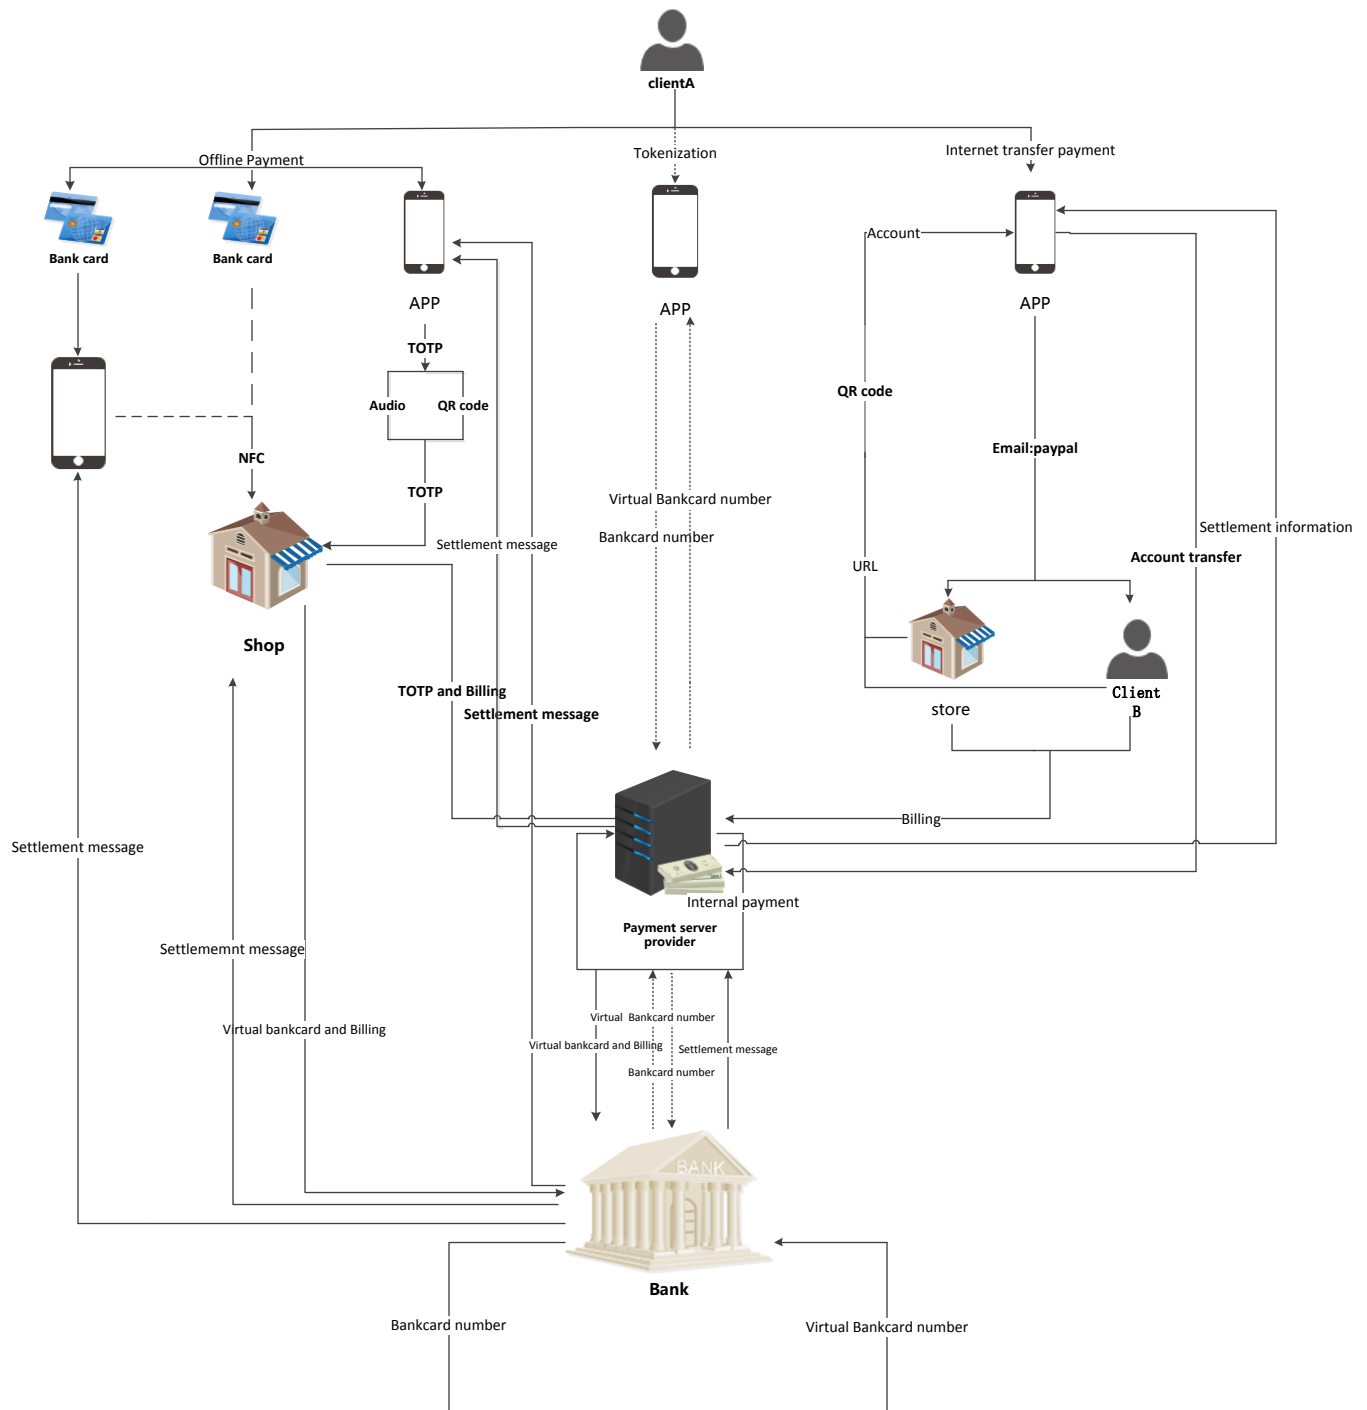 clientA
Offline Payment
Tokenization
Internet transfer payment
Bank card
Bank card
APP
APP
Account
APP
TOTP
Audio
QR code
QR code
NFC
Email:paypal
TOTP
Virtual Bankcard number
Settlement message
Bankcard number
Settlement information
Account transfer
URL
Shop
TOTP and Billing
Settlement message
store
Client
B
Billing
Settlement message
Internal payment
Payment server
provider
Settlememnt message
Virtual bankcard and Billing
Virtual Bankcard number
Virtual bankcard and Billing
Settlement message
Bankcard number
BANK
Bank
Bankcard number
Virtual Bankcard number